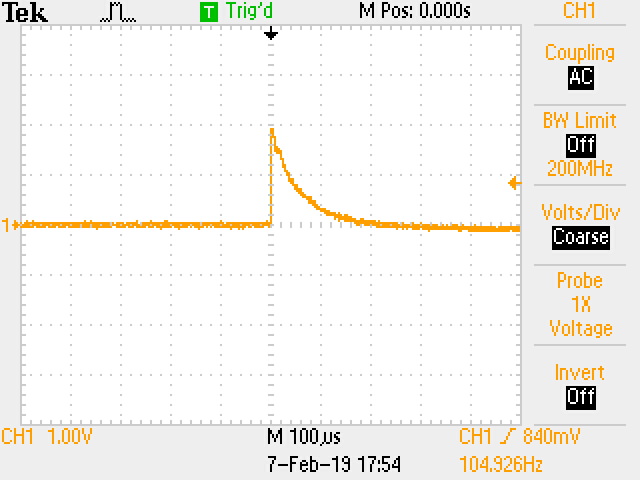 Tek T Trig'd M Pos: 0.000s CH1
Coupling
AC
BW Limit
Off
200MHz
Volts/Div
Coarse
Probe
1X
Voltage
Invert
Off
1
CH1 1.00V M 100µs CH1 840mV
7-Feb-19 17:54 104.926Hz